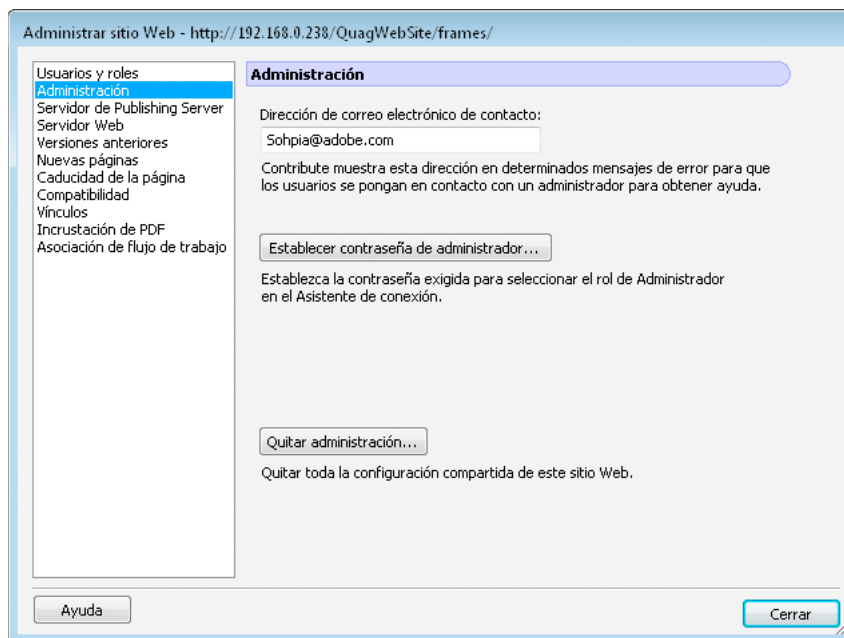 Administrar sitio Web - http://192.168.0.238/QuagWebSite/frames/
Usuarios y roles
Administración
Servidor de Publishing Server
Servidor Web
Versiones anteriores
Nuevas páginas
Caducidad de la página
Compatibilidad
Vínculos
Incrustación de PDF
Asociación de flujo de trabajo
Administración
Dirección de correo electrónico de contacto:
Sohpia@adobe.com
Contribute muestra esta dirección en determinados mensajes de error para que
los usuarios se pongan en contacto con un administrador para obtener ayuda.
Establecer contraseña de administrador...
Establezca la contraseña exigida para seleccionar el rol de Administrador
en el Asistente de conexión.
Quitar administración...
Quitar toda la configuración compartida de este sitio Web.
Ayuda
Cerrar